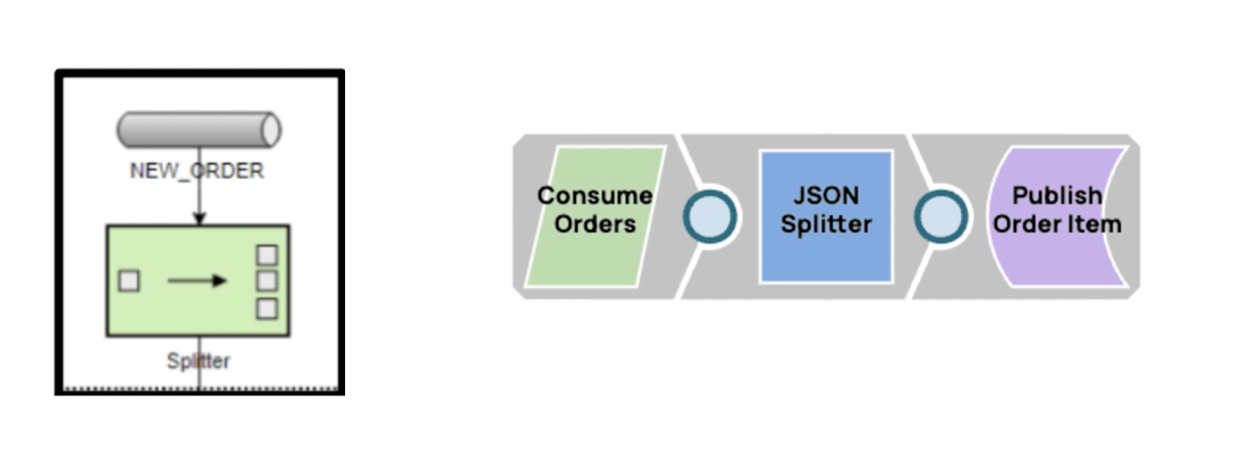 NEW_ORDER
Splitter
Consume
Orders
JSON
Splitter
Publish
Order Item